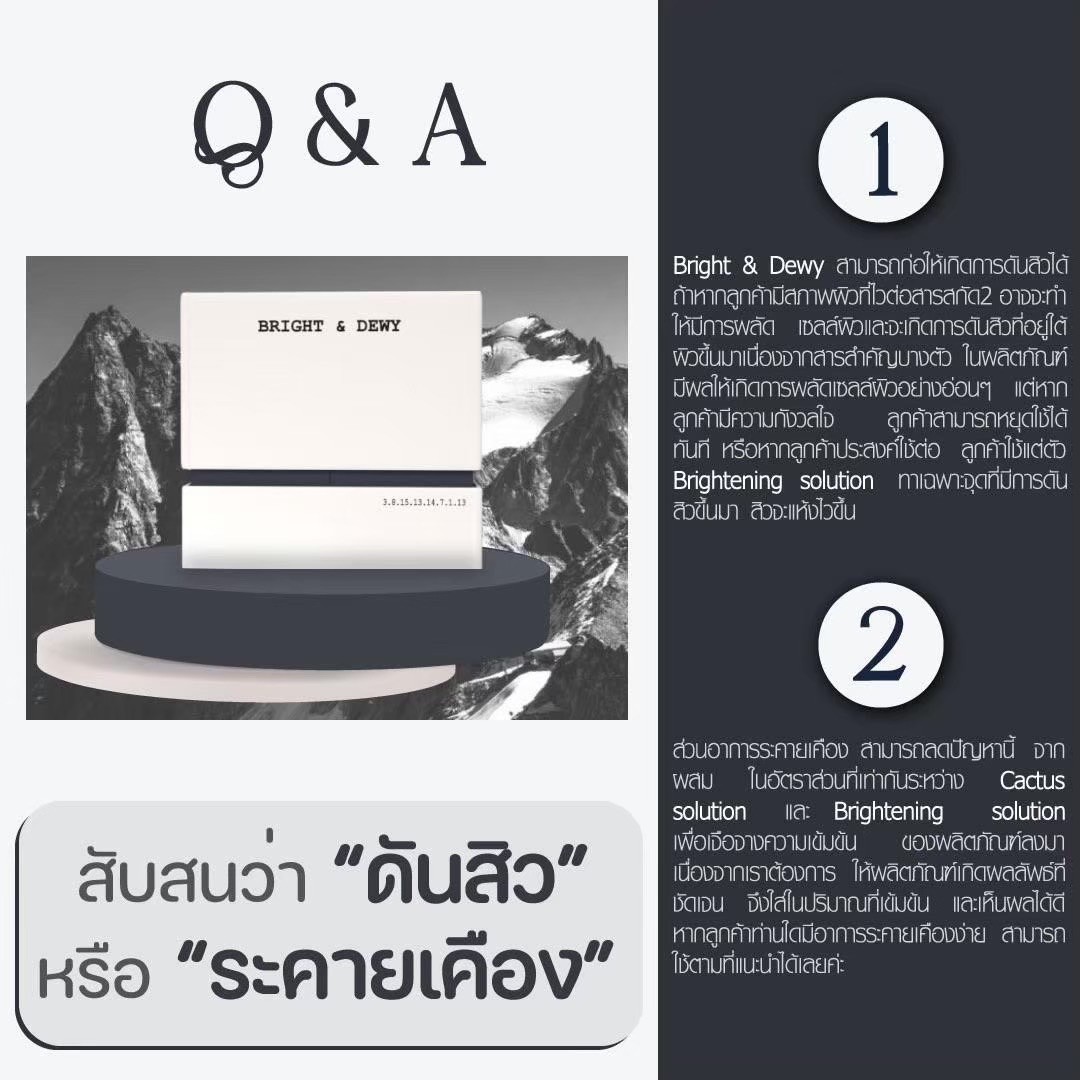 Q & A
BRIGHT & DEWY
3.8.15.13.14.7.1.13
สับสนว่า “ดันสิว”
หรือ “ระคายเคือง”
1
Bright & Dewy สามารถก่อให้เกิดการดันสิวได้
ถ้าหากลูกค้ามีสภาพผิวที่ไวต่อสารสกัด2 อาจจะทำ
ให้มีการผลัด เซลล์ผิวและจะเกิดการดันสิวที่อยู่ใต้
ผิวขึ้นมาเนื่องจากสารสำคัญบางตัว ในผลิตภัณฑ์
มีผลให้เกิดการผลัดเซลล์ผิวอย่างอ่อนๆ แต่หาก
ลูกค้ามีความกังวลใจ ลูกค้าสามารถหยุดใช้ได้
ทันที หรือหากลูกค้าประสงค์ใช้ต่อ ลูกค้าใช้แต่ตัว
Brightening solution ทาเฉพาะจุดที่มีการดัน
สิวขึ้นมา สิวจะแห้งไวขึ้น
2
ส่วนอาการระคายเคือง สามารถลดปัญหานี้ จาก
ผสม ในอัตราส่วนที่เท่ากันระหว่าง Cactus
solution และ Brightening solution
เพื่อเจือจางความเข้มข้น ของผลิตภัณฑ์ลงมา
เนื่องจากเราต้องการ ให้ผลิตภัณฑ์เกิดผลลัพธ์ที่
ชัดเจน จึงใส่ในปริมาณที่เข้มข้น และเห็นผลได้ดี
หากลูกค้าท่านใดมีอาการระคายเคืองง่าย สามารถ
ใช้ตามที่แนะนำได้เลยค่ะ